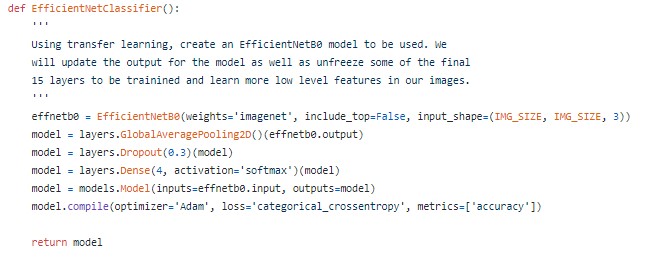 def EfficientNetClassifier():
'''
Using transfer learning, create an EfficientNetB0 model to be used. We
will update the output for the model as well as unfreeze some of the final
15 layers to be trainined and learn more low level features in our images.
'''
effnetb0 = EfficientNetB0(weights='imagenet', include_top=False, input_shape=(IMG_SIZE, IMG_SIZE, 3))
model = layers.GlobalAveragePooling2D()(effnetb0.output)
model = layers.Dropout(0.3)(model)
model = layers.Dense(4, activation='softmax')(model)
model = models.Model(inputs=effnetb0.input, outputs=model)
model.compile(optimizer='Adam', loss='categorical_crossentropy', metrics=['accuracy'])
return model